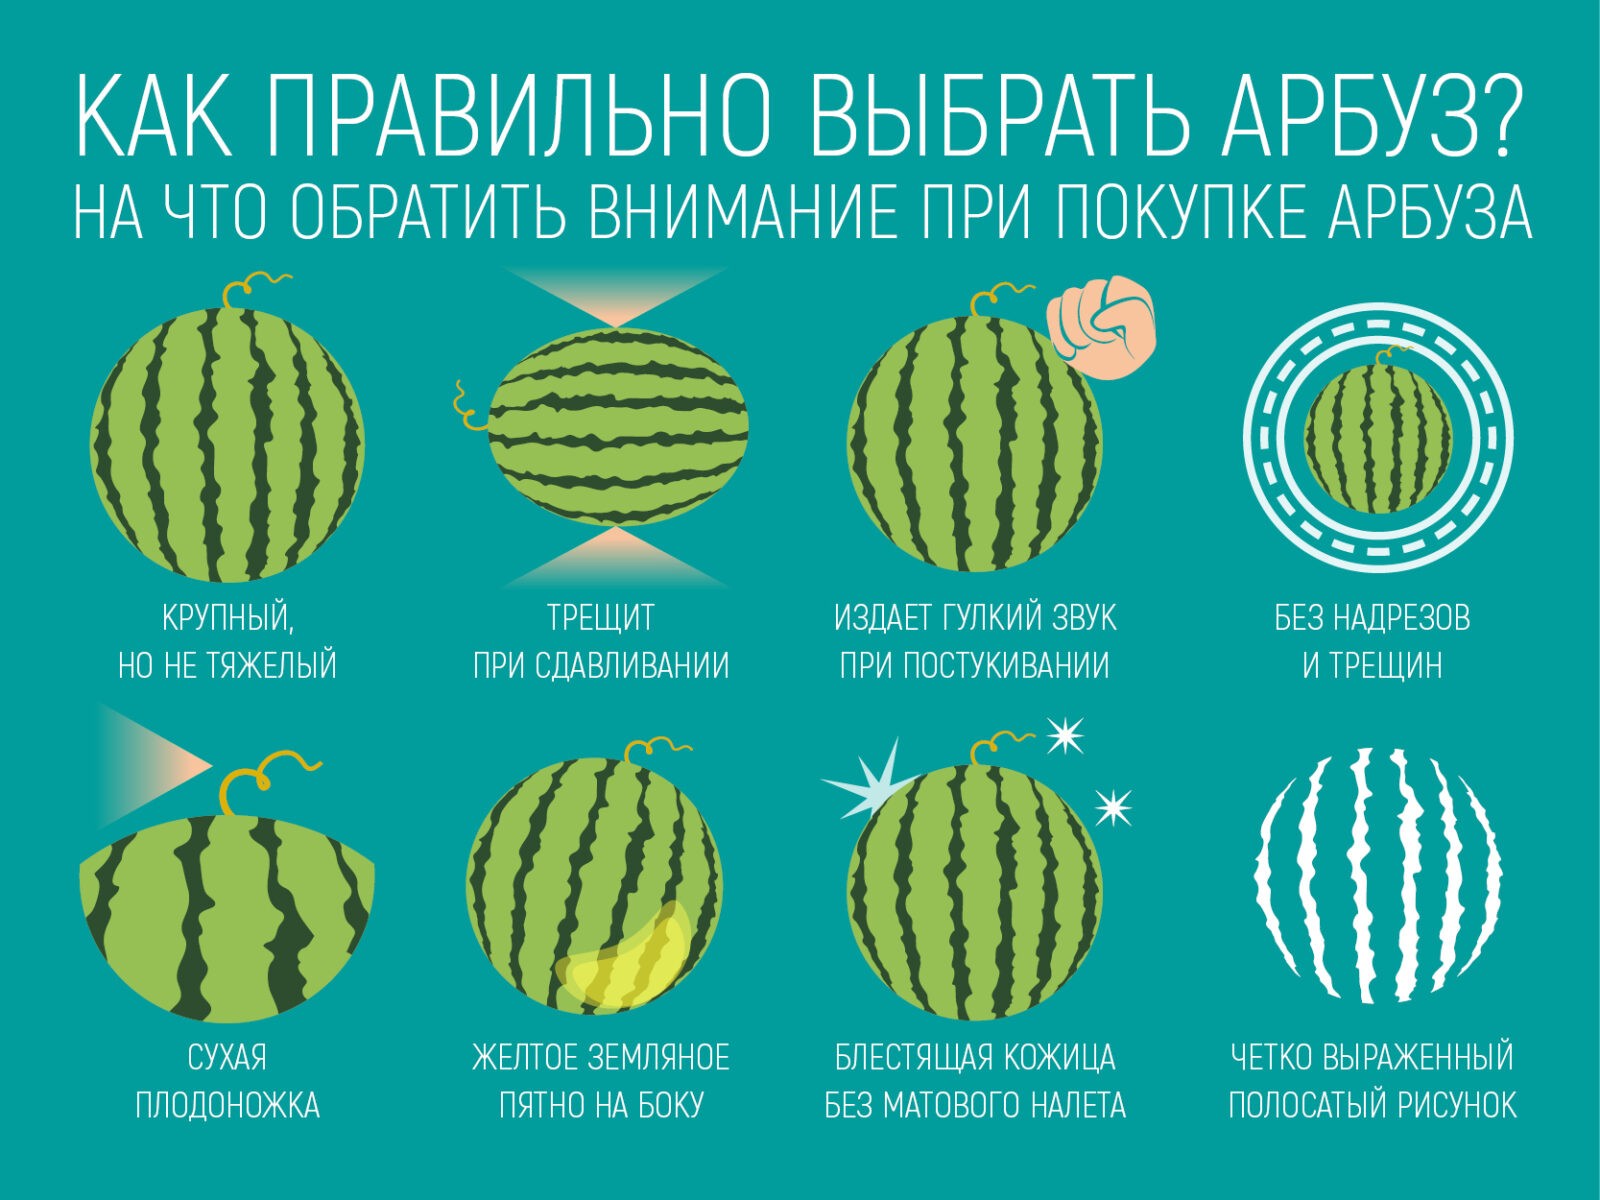 КАК ПРАВИЛЬНО ВЫБРАТЬ АРБУЗ?
НА ЧТО ОБРАТИТЬ ВНИМАНИЕ ПРИ ПОКУПКЕ АРБУЗА
КРУПНЫЙ,
НО НЕ ТЯЖЕЛЫЙ
ТРЕЩИТ
ПРИ СДАВЛИВАНИИ
ИЗДАЕТ ГУЛКИЙ ЗВУК
ПРИ ПОСТУКИВАНИИ
БЕЗ НАДРЕЗОВ
И ТРЕЩИН
СУХАЯ
ПЛОДОНОЖКА
ЖЕЛТОЕ ЗЕМЛЯНОЕ
ПЯТНО НА БОКУ
БЛЕСТЯЩАЯ КОЖИЦА
БЕЗ МАТОВОГО НАЛЕТА
ЧЕТКО ВЫРАЖЕННЫЙ
ПОЛОСАТЫЙ РИСУНОК